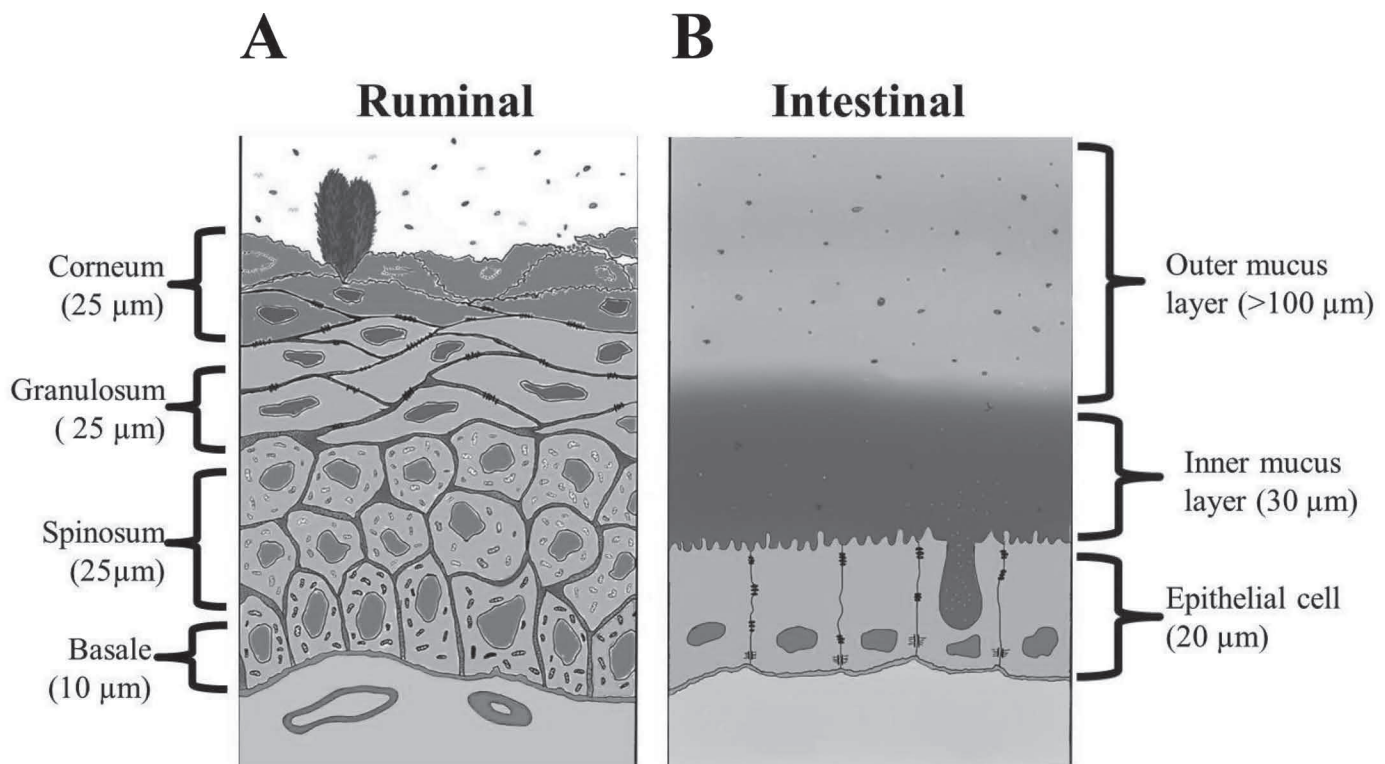 A
Ruminal
Corneum
(25 µm)
Granulosum
( 25 µm)
Spinosum
(25µm)
Basale
(10 µm)
B
Intestinal
Outer mucus
layer (>100 µm)
Inner mucus
layer (30 µm)
Epithelial cell
(20 µm)